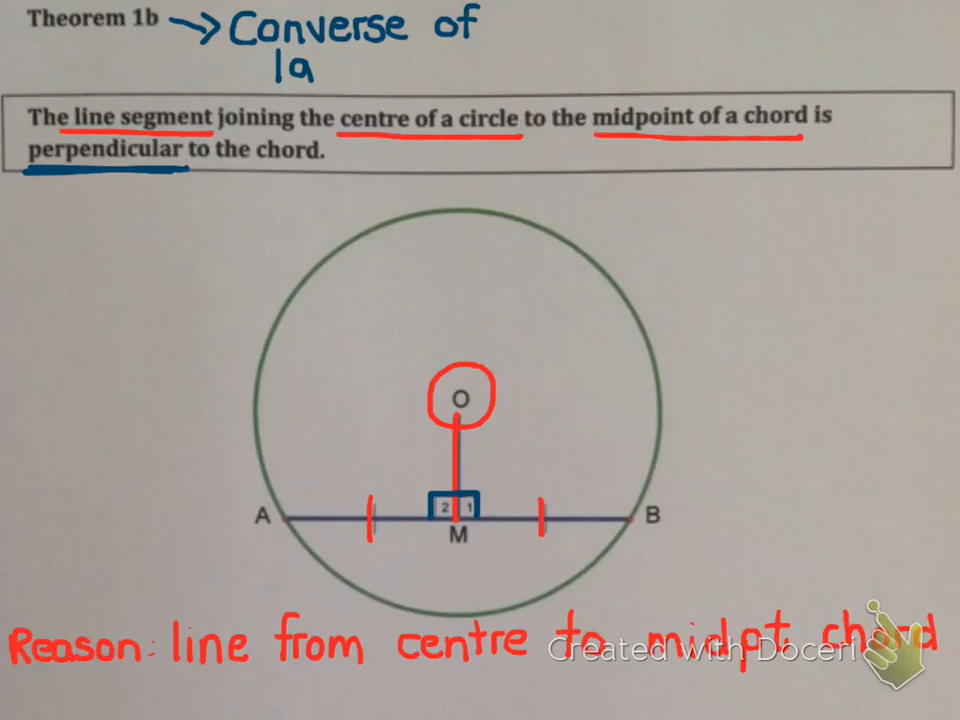 Theorem 1b → Converse of
1a
The line segment joining the centre of a circle to the midpoint of a chord is
perpendicular to the chord.
O
2 1
A B
M
Reason: line from centre to midpt chord
Created with Doceri